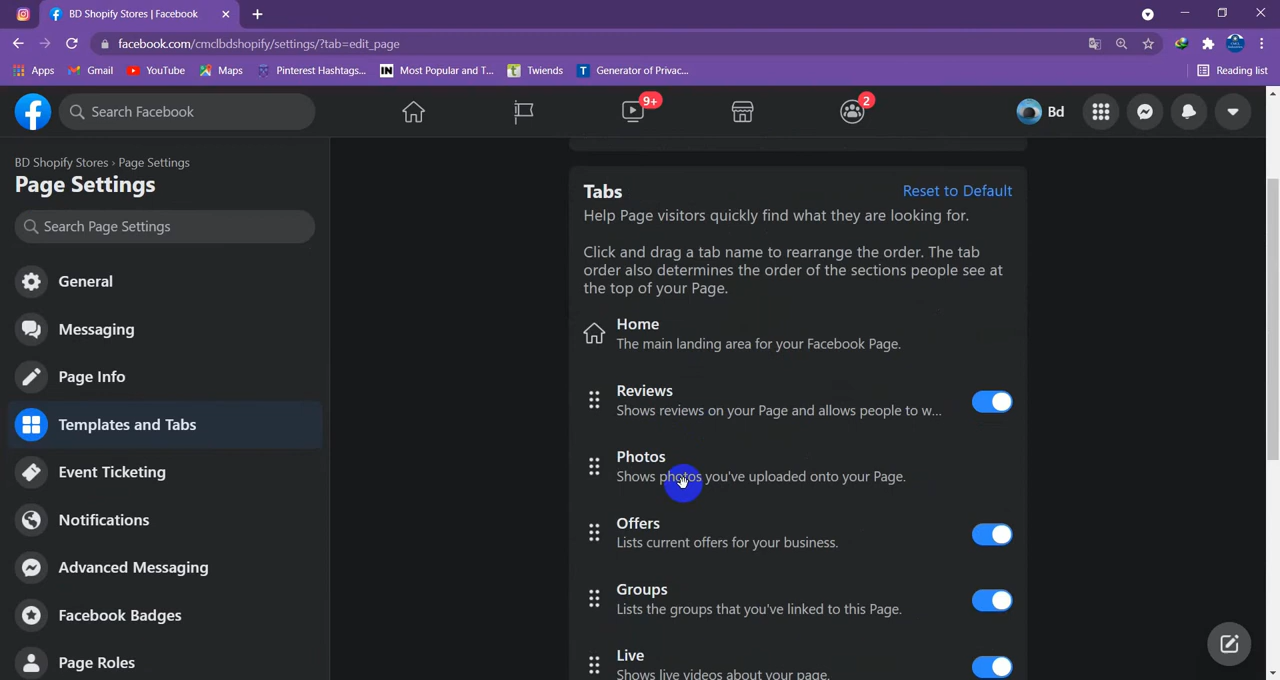 BD Shopify Stores | Facebook
facebook.com/cmclbdshopify/settings/?tab=edit_page
Apps
Gmail
YouTube
Maps
Pinterest Hashtags...
IN
Most Popular and T...
t
Twiends
T
Generator of Privac...
Reading list
Search Facebook
9+
2
Bd
BD Shopify Stores › Page Settings
Page Settings
Search Page Settings
General
Messaging
Page Info
Templates and Tabs
Event Ticketing
Notifications
Advanced Messaging
Facebook Badges
Page Roles
Tabs
Reset to Default
Help Page visitors quickly find what they are looking for.
Click and drag a tab name to rearrange the order. The tab
order also determines the order of the sections people see at
the top of your Page.
Home
The main landing area for your Facebook Page.
Reviews
Shows reviews on your Page and allows people to w...
Photos
Shows photos you've uploaded onto your Page.
Offers
Lists current offers for your business.
Groups
Lists the groups that you've linked to this Page.
Live
Shows live videos about your page.